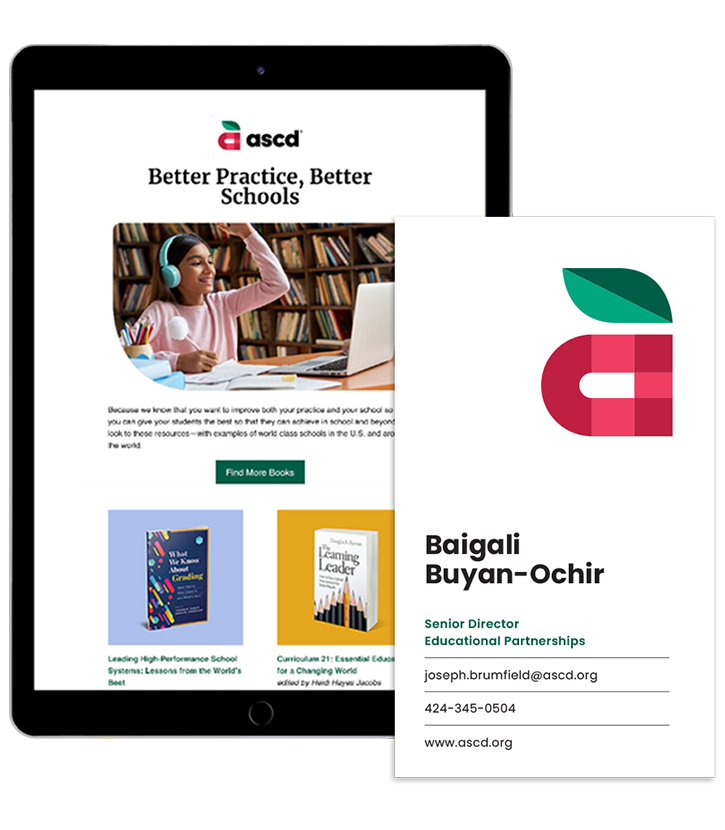 ascd
Better Practice, Better
Schools
Because we know that you want to improve both your practice and your school so
you can give your students the best so that they can achieve in school and beyond
look to these resources—with examples of world class schools in the U.S. and
the world.
Find More Books
What
We Know
About
Grading
The
Learning
Leader
Leading High-Performance School
Systems: Lessons from the World's
Best
Curriculum 21: Essential
for a Changing World
edited by Heidi Hayes Jacobs
Baigali
Buyan-Ochir
Senior Director
Educational Partnerships
joseph.brumfield@ascd.org
424-345-0504
www.ascd.org